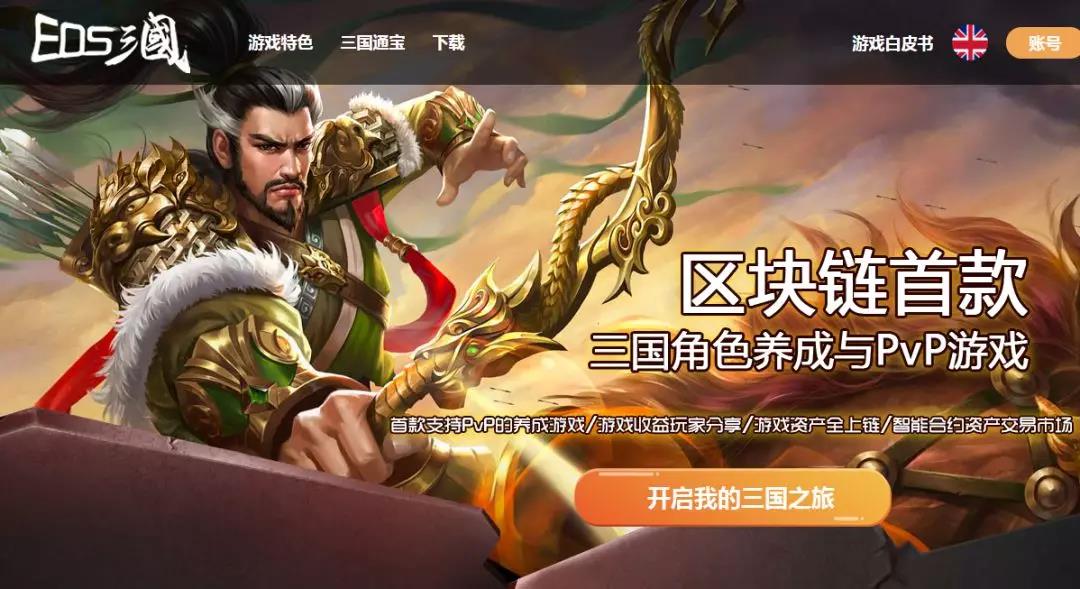 EOS三國
游戏特色 三国通宝 下载 游戏白皮书 账号
区块链首款
三国角色养成与PvP游戏
首款支持PvP的养成游戏/游戏收益玩家分享/游戏资产全上链/智能合约资产交易市场
开启我的三国之旅